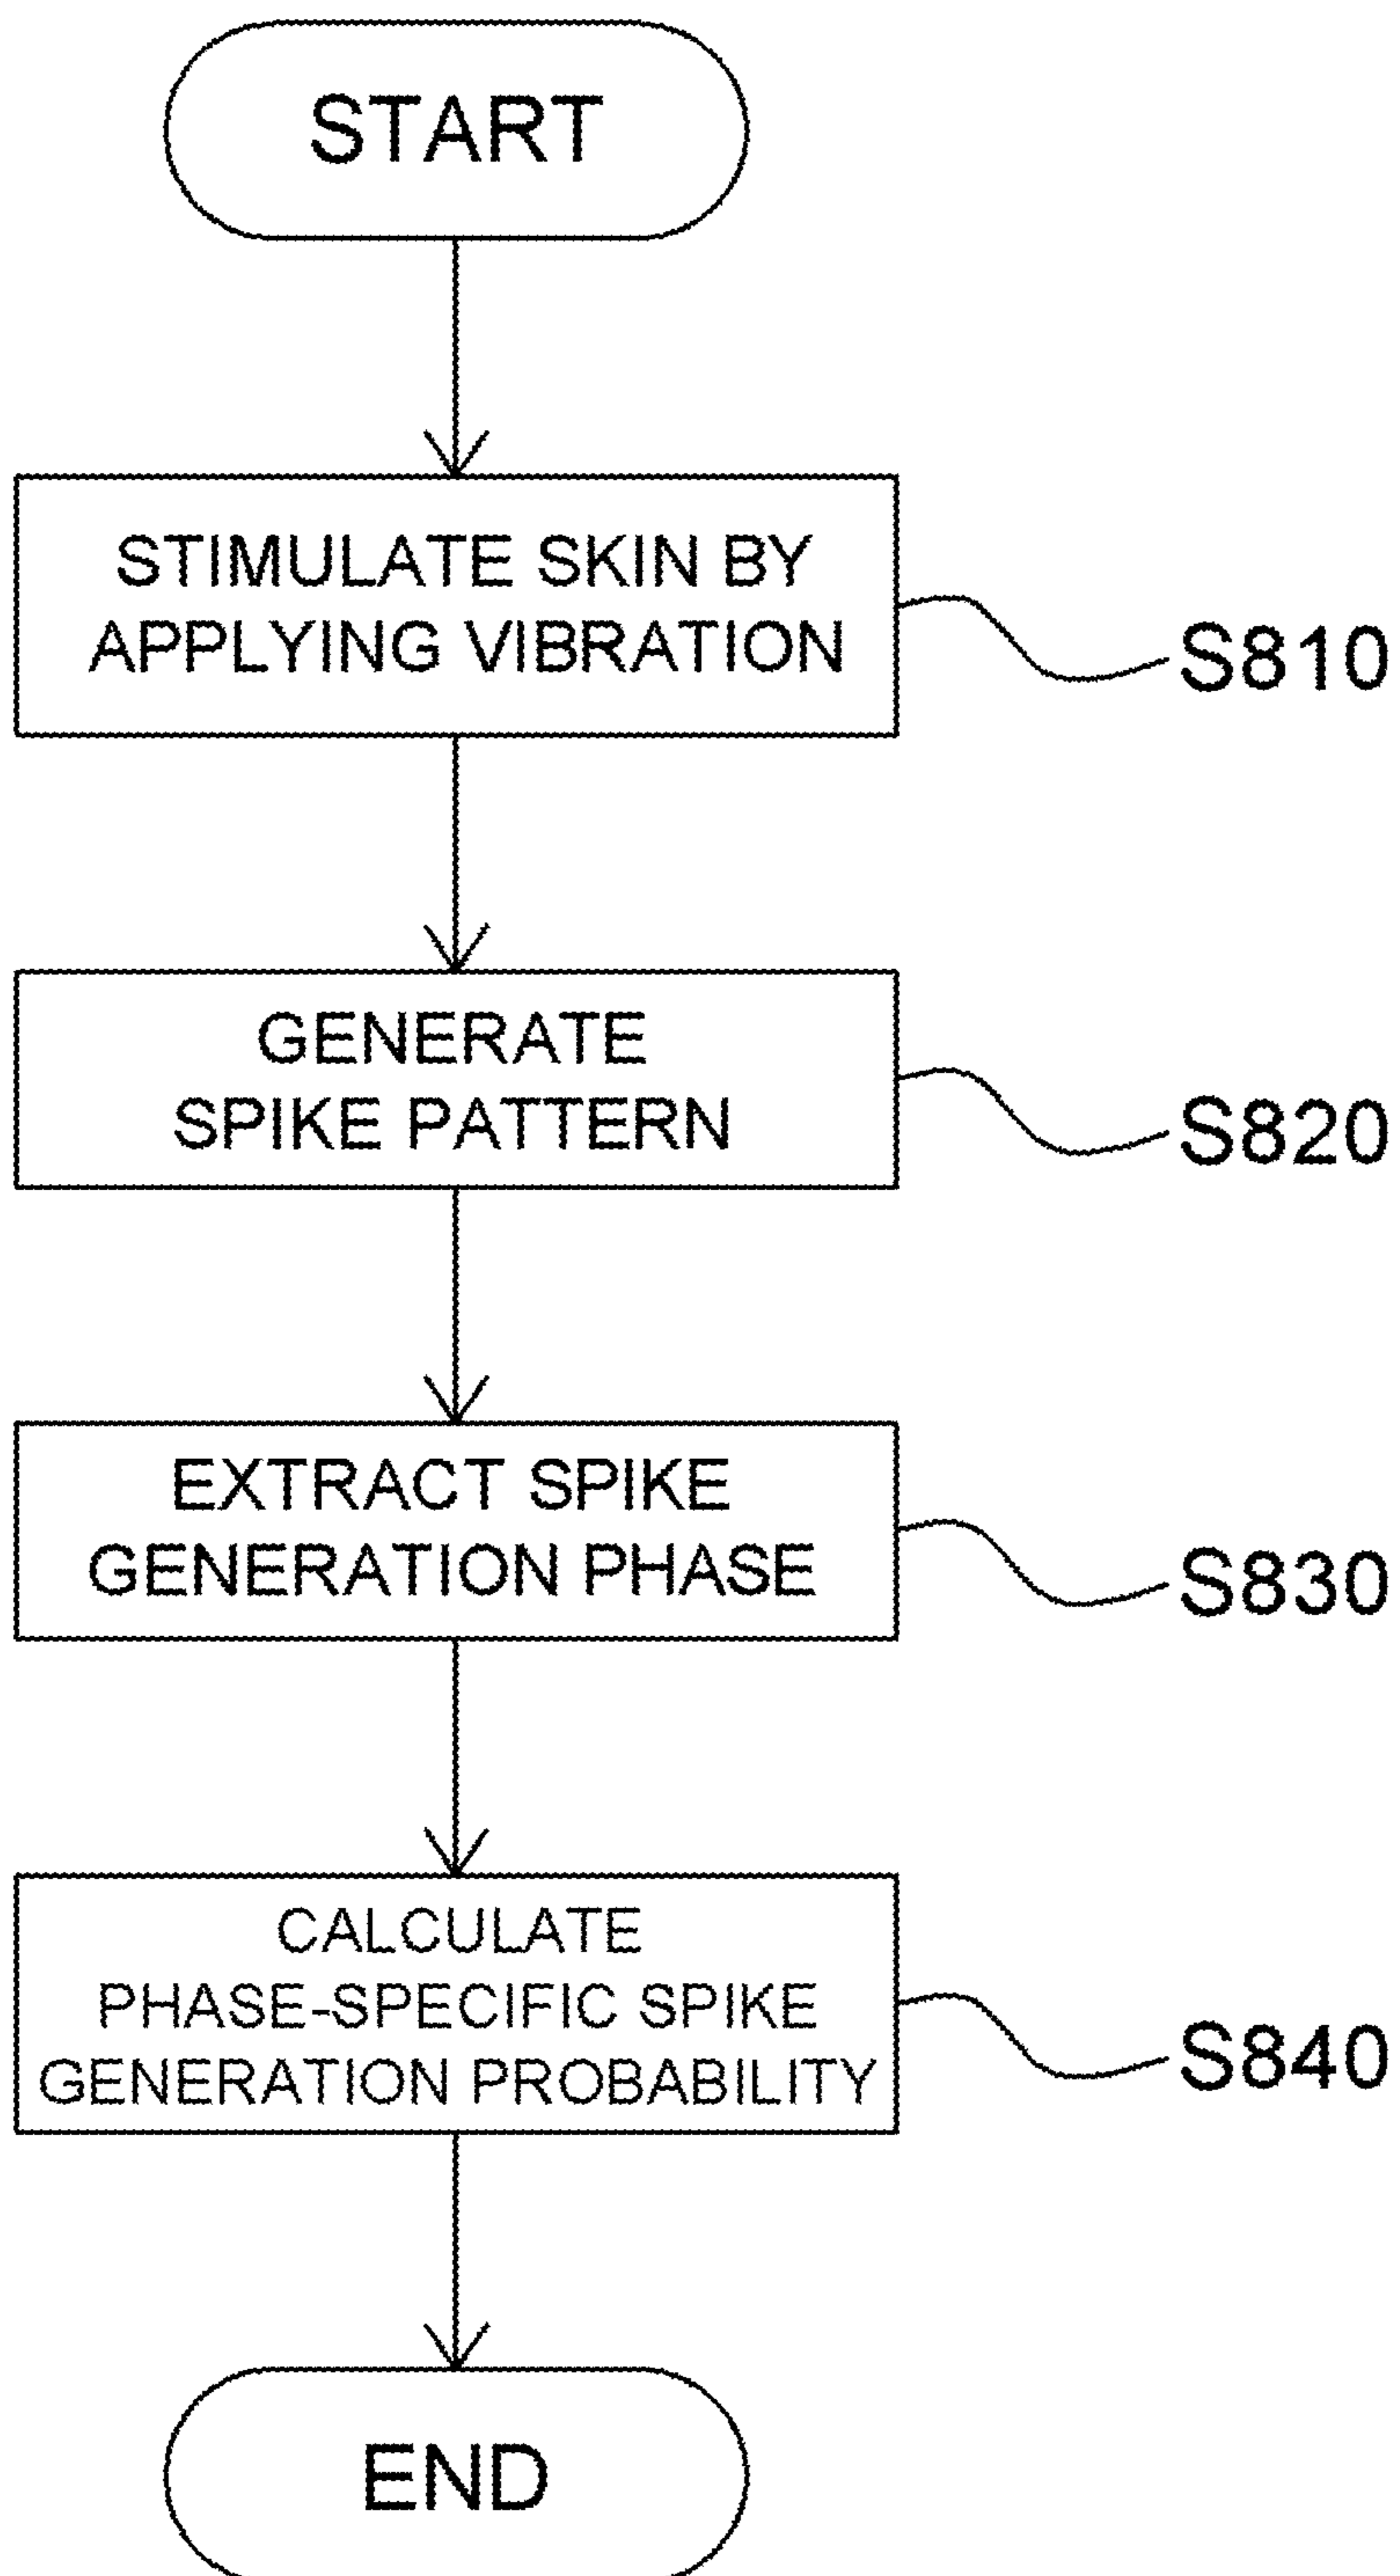 START
STIMULATE SKIN BY
APPLYING VIBRATION
S810
GENERATE
SPIKE PATTERN
S820
EXTRACT SPIKE
GENERATION PHASE
S830
CALCULATE
PHASE-SPECIFIC SPIKE
GENERATION PROBABILITY
S840
END